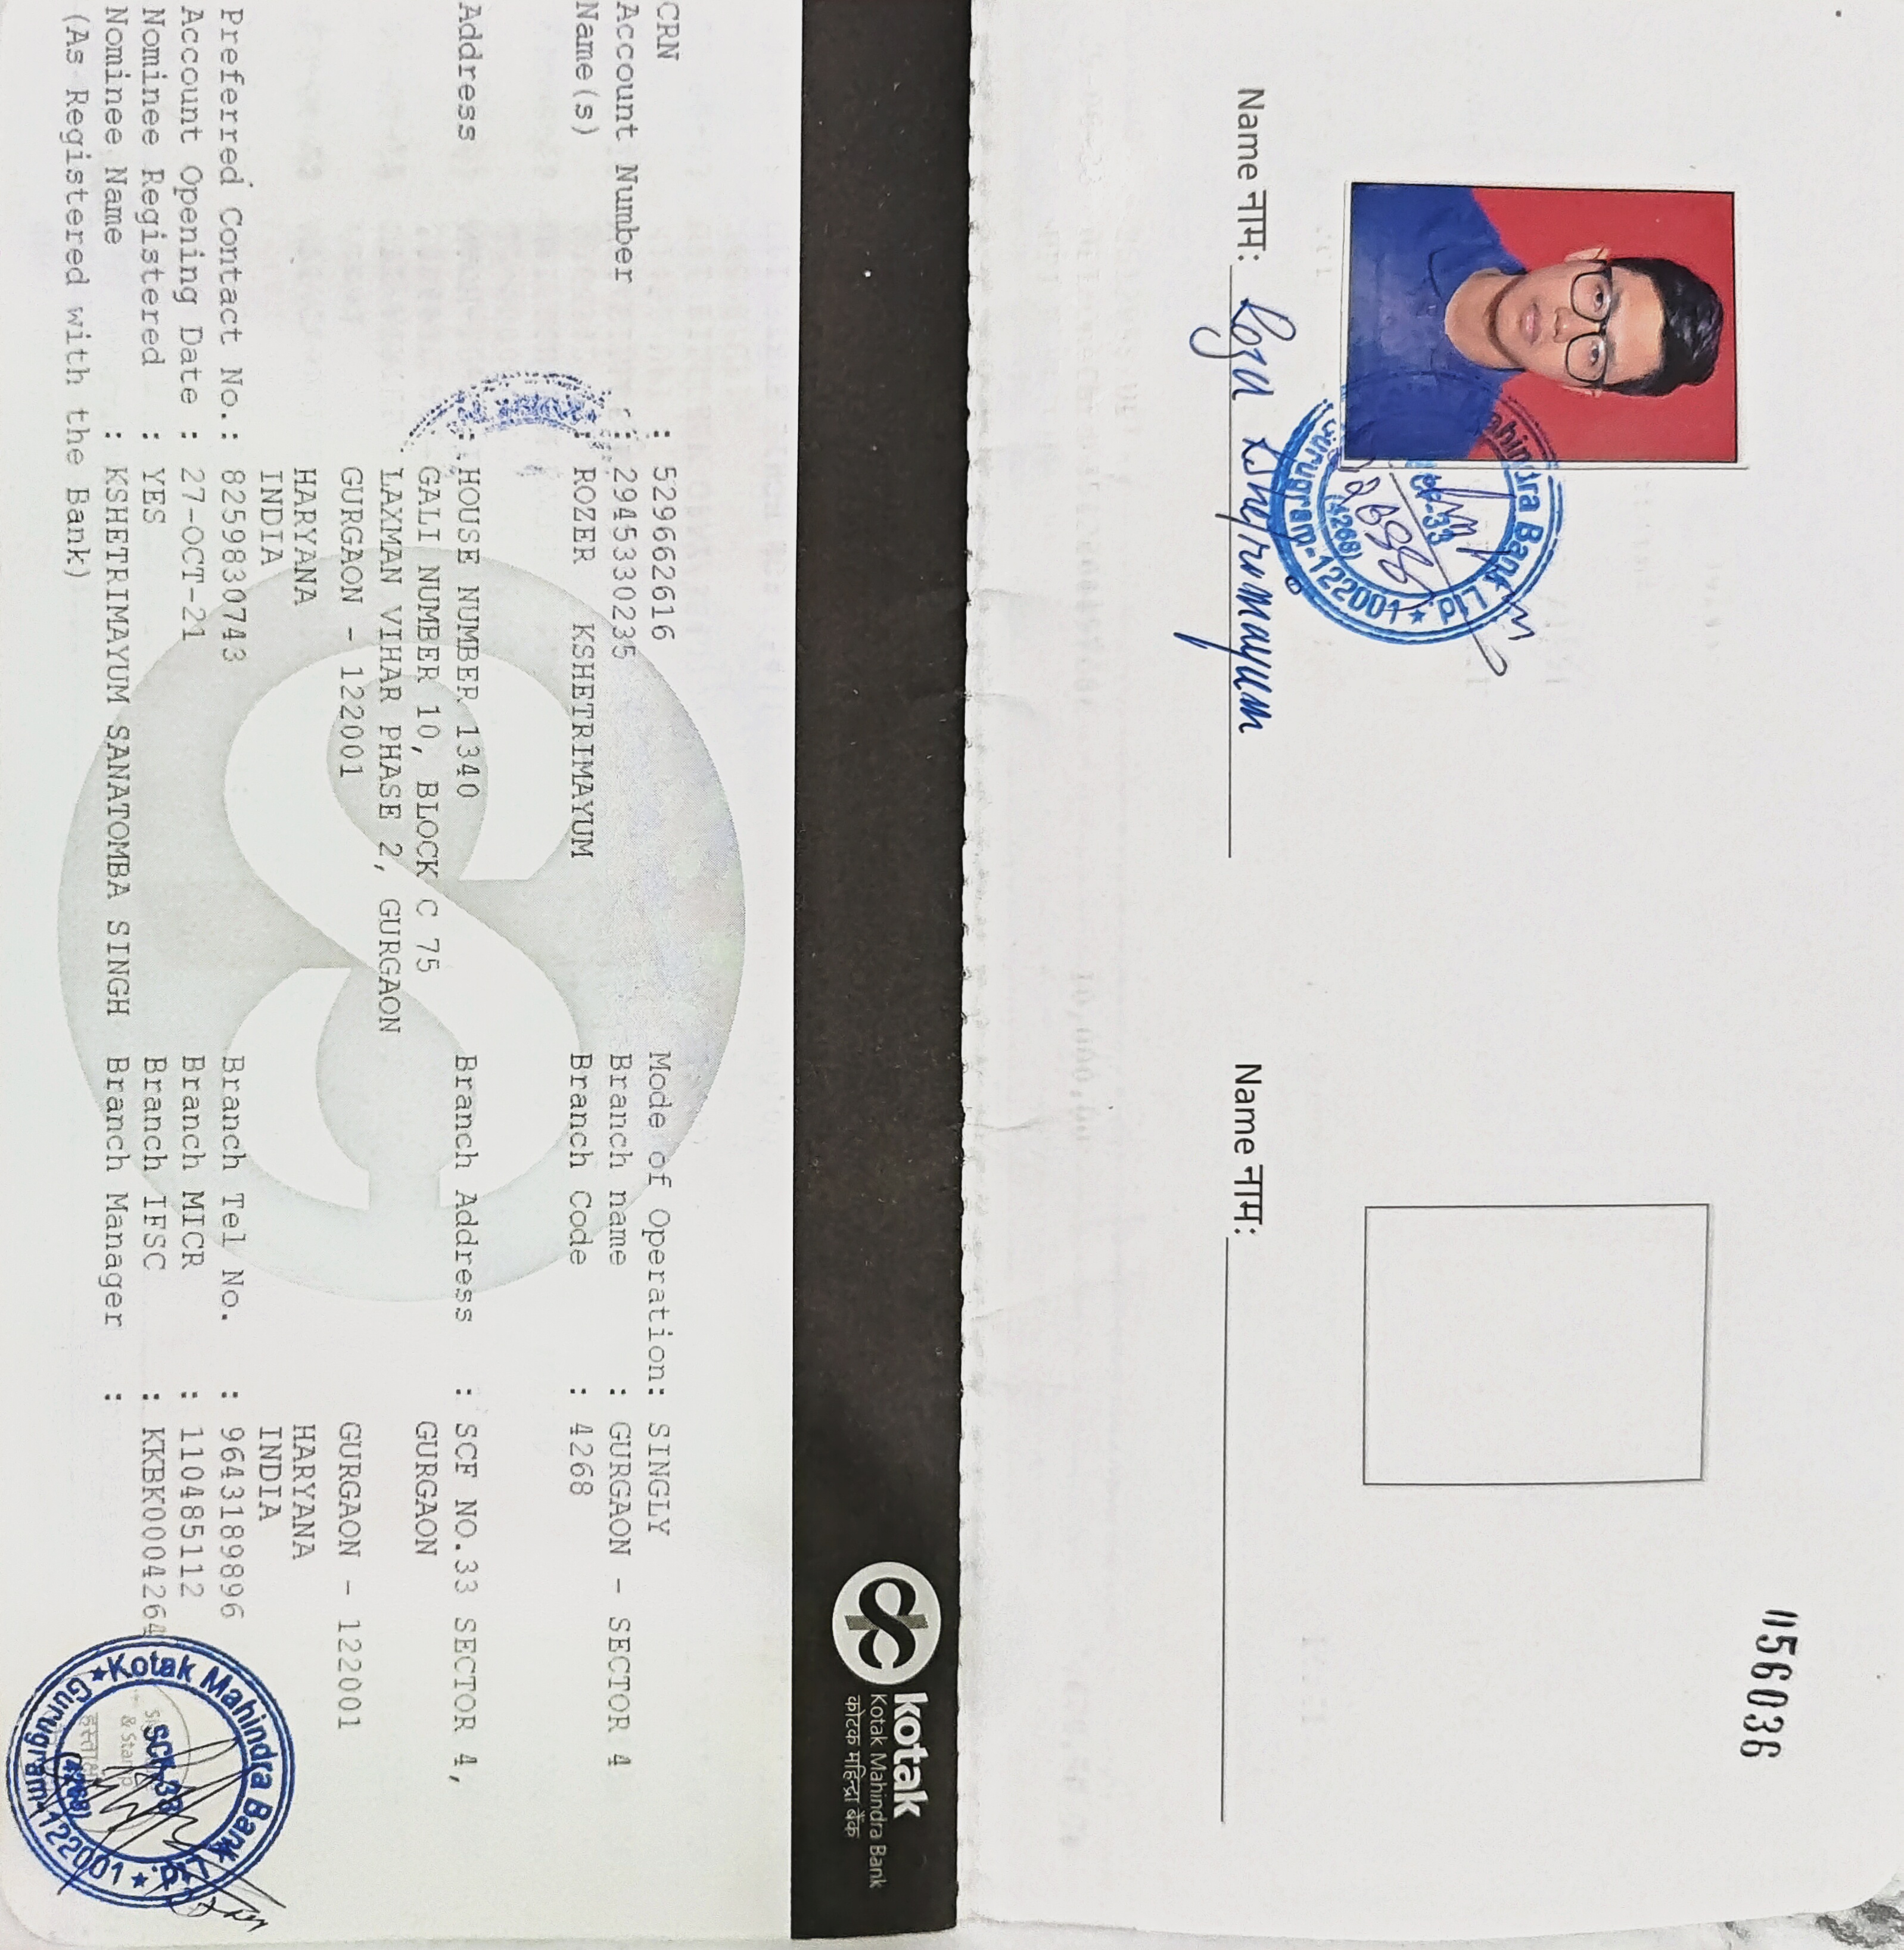 056036
Name नाम: Rozer Kshetrimayum
Name नाम:
Mahindra Bank Ltd
Gurugram-122001 ★
SCF-33
(4268)
kotak
Kotak Mahindra Bank
कोटक महिन्द्रा बैंक
CRN : 529662616 Mode of Operation: SINGLY
Account Number : 2945330235 Branch name : GURGAON - SECTOR 4
Name(s) : ROZER KSHETRIMAYUM Branch Code : 4268
Address : HOUSE NUMBER 1340 Branch Address : SCF NO.33 SECTOR 4,
GALI NUMBER 10, BLOCK C 75 GURGAON
LAXMAN VIHAR PHASE 2, GURGAON
GURGAON - 122001 GURGAON - 122001
HARYANA HARYANA
INDIA INDIA
Preferred Contact No.: 8259830743 Branch Tel No. : 9643189896
Account Opening Date : 27-OCT-21 Branch MICR : 110485112
Nominee Registered : YES Branch IFSC : KKBK0004264
Nominee Name : KSHETRIMAYUM SANATOMBA SINGH Branch Manager :
(As Registered with the Bank)
★ Kotak Mahindra Bank Ltd. ★
Gurugram-122001
SCF-33
(4268)
& Stamp